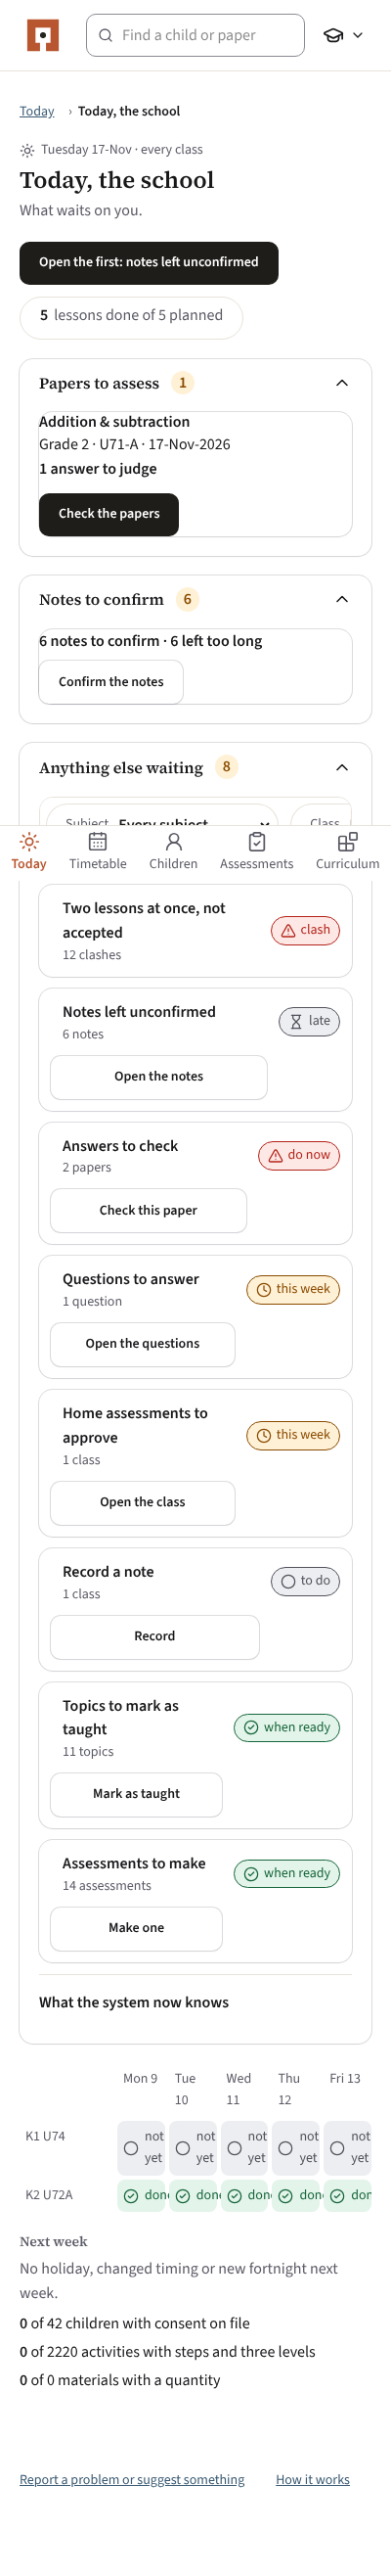 Find a child or paper
Today › Today, the school
Tuesday 17-Nov · every class
Today, the school
What waits on you.
Open the first: notes left unconfirmed
5 lessons done of 5 planned
Papers to assess 1
Addition & subtraction
Grade 2 · U71-A · 17-Nov-2026
1 answer to judge
Check the papers
Notes to confirm 6
6 notes to confirm · 6 left too long
Confirm the notes
Anything else waiting 8
Subject Every subject Class
Today Timetable Children Assessments Curriculum
Two lessons at once, not
accepted
clash
12 clashes
Notes left unconfirmed
late
6 notes
Open the notes
Answers to check
do now
2 papers
Check this paper
Questions to answer
this week
1 question
Open the questions
Home assessments to
approve
this week
1 class
Open the class
Record a note
to do
1 class
Record
Topics to mark as
taught
when ready
11 topics
Mark as taught
Assessments to make
when ready
14 assessments
Make one
What the system now knows
Mon 9 Tue 10 Wed 11 Thu 12 Fri 13
K1 U74 not yet not yet not yet not yet not yet
K2 U72A done done done done done
Next week
No holiday, changed timing or new fortnight next
week.
0 of 42 children with consent on file
0 of 2220 activities with steps and three levels
0 of 0 materials with a quantity
Report a problem or suggest something How it works